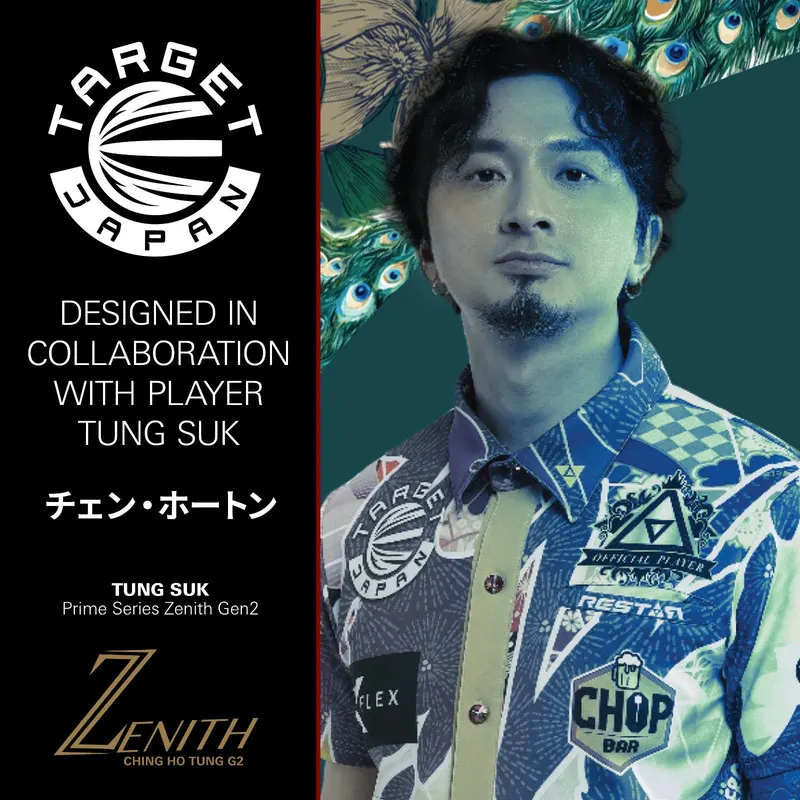 TARGET
JAPAN
DESIGNED IN
COLLABORATION
WITH PLAYER
TUNG SUK
チェン・ホートン
TUNG SUK
Prime Series Zenith Gen2
ZENITH
CHING HO TUNG G2
TARGET
JAPAN
OFFICIAL PLAYER
RESTAR
FLEX
CHOP
BAR